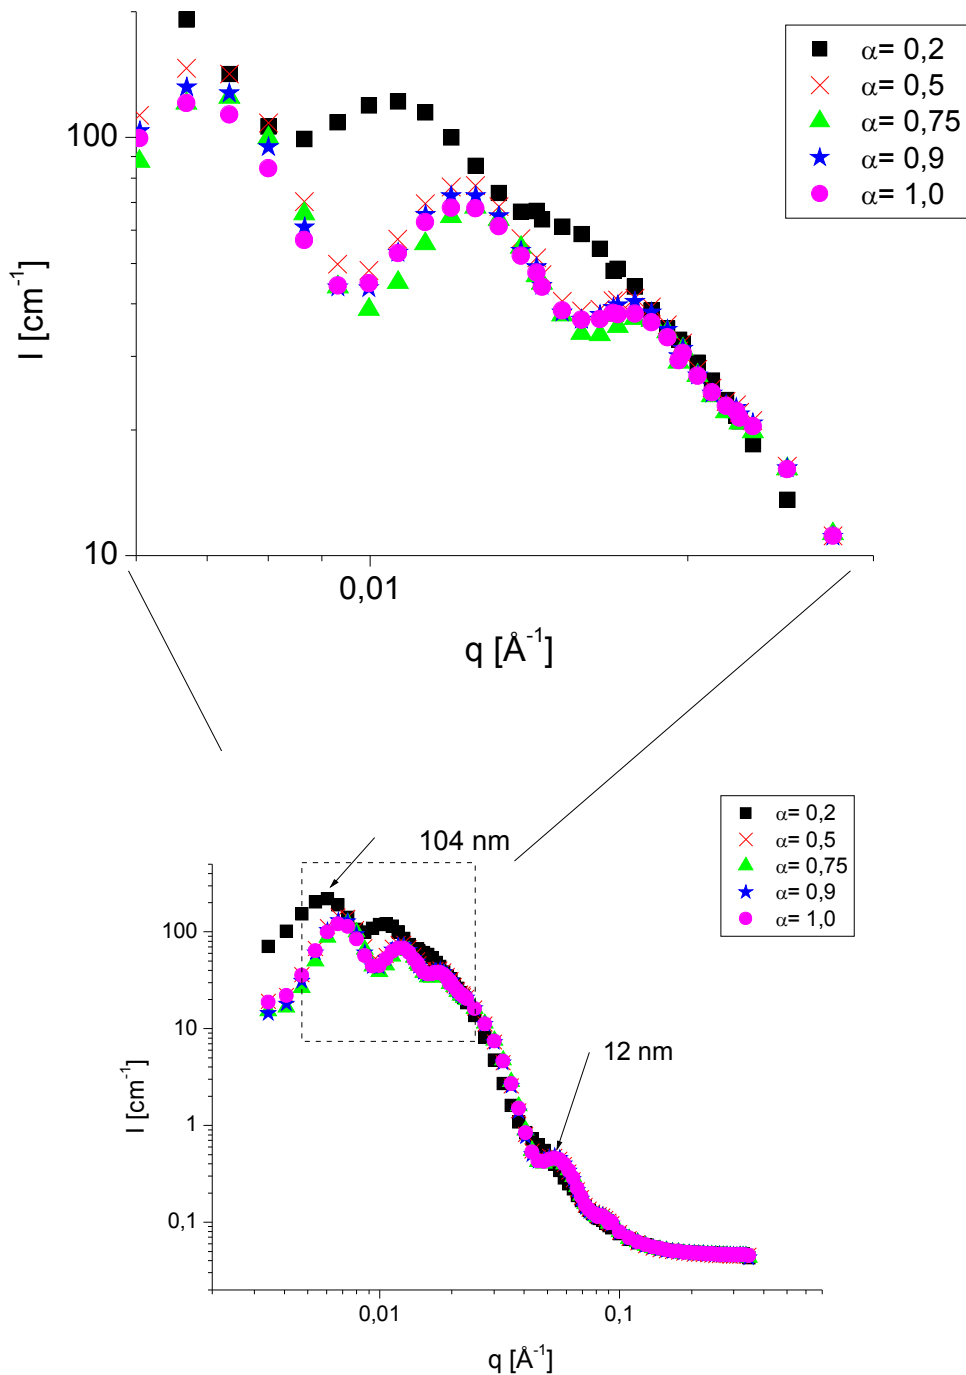 α= 0,2
α= 0,5
α= 0,75
α= 0,9
α= 1,0
100
10
I [cm-1]
0,01
q [Å-1]
α= 0,2
α= 0,5
α= 0,75
α= 0,9
α= 1,0
104 nm
12 nm
100
10
1
0,1
I [cm-1]
0,01 0,1
q [Å-1]